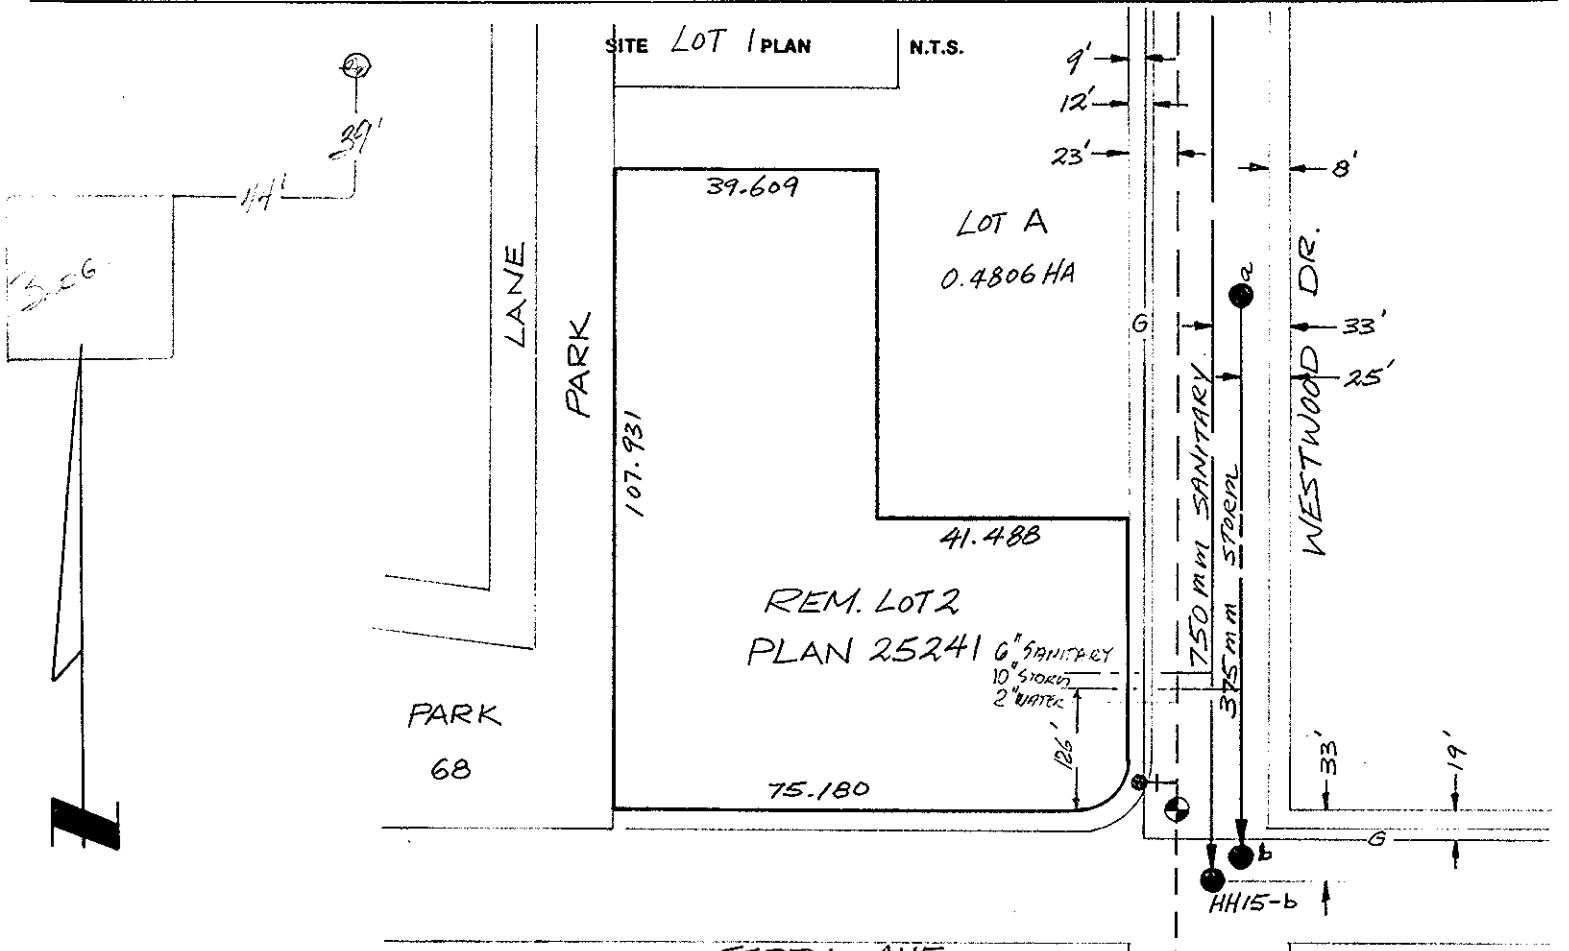 SITE LOT 1 PLAN N.T.S.
39'
44'
306
9'
12'
23'
8'
39.609
LOT A
0.4806 HA
LANE
PARK
107.931
G
a
33'
25'
WESTWOOD DR.
750 mm SANITARY
375 mm STORM
41.488
REM. LOT 2
PLAN 25241
6" SANITARY
10" STORM
2" WATER
126'
PARK
68
75.180
33'
19'
G
b
HH15-b